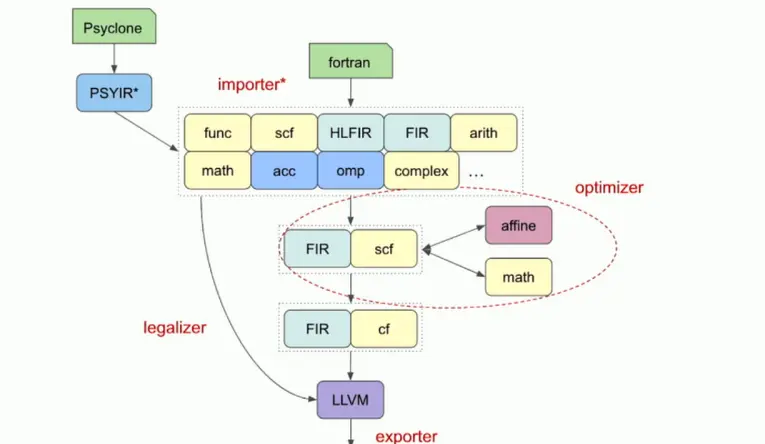 Psyclone
fortran
importer*
PSYIR*
func scf HLFIR FIR arith
math acc omp complex ...
optimizer
affine
FIR scf
math
legalizer
FIR cf
LLVM
exporter